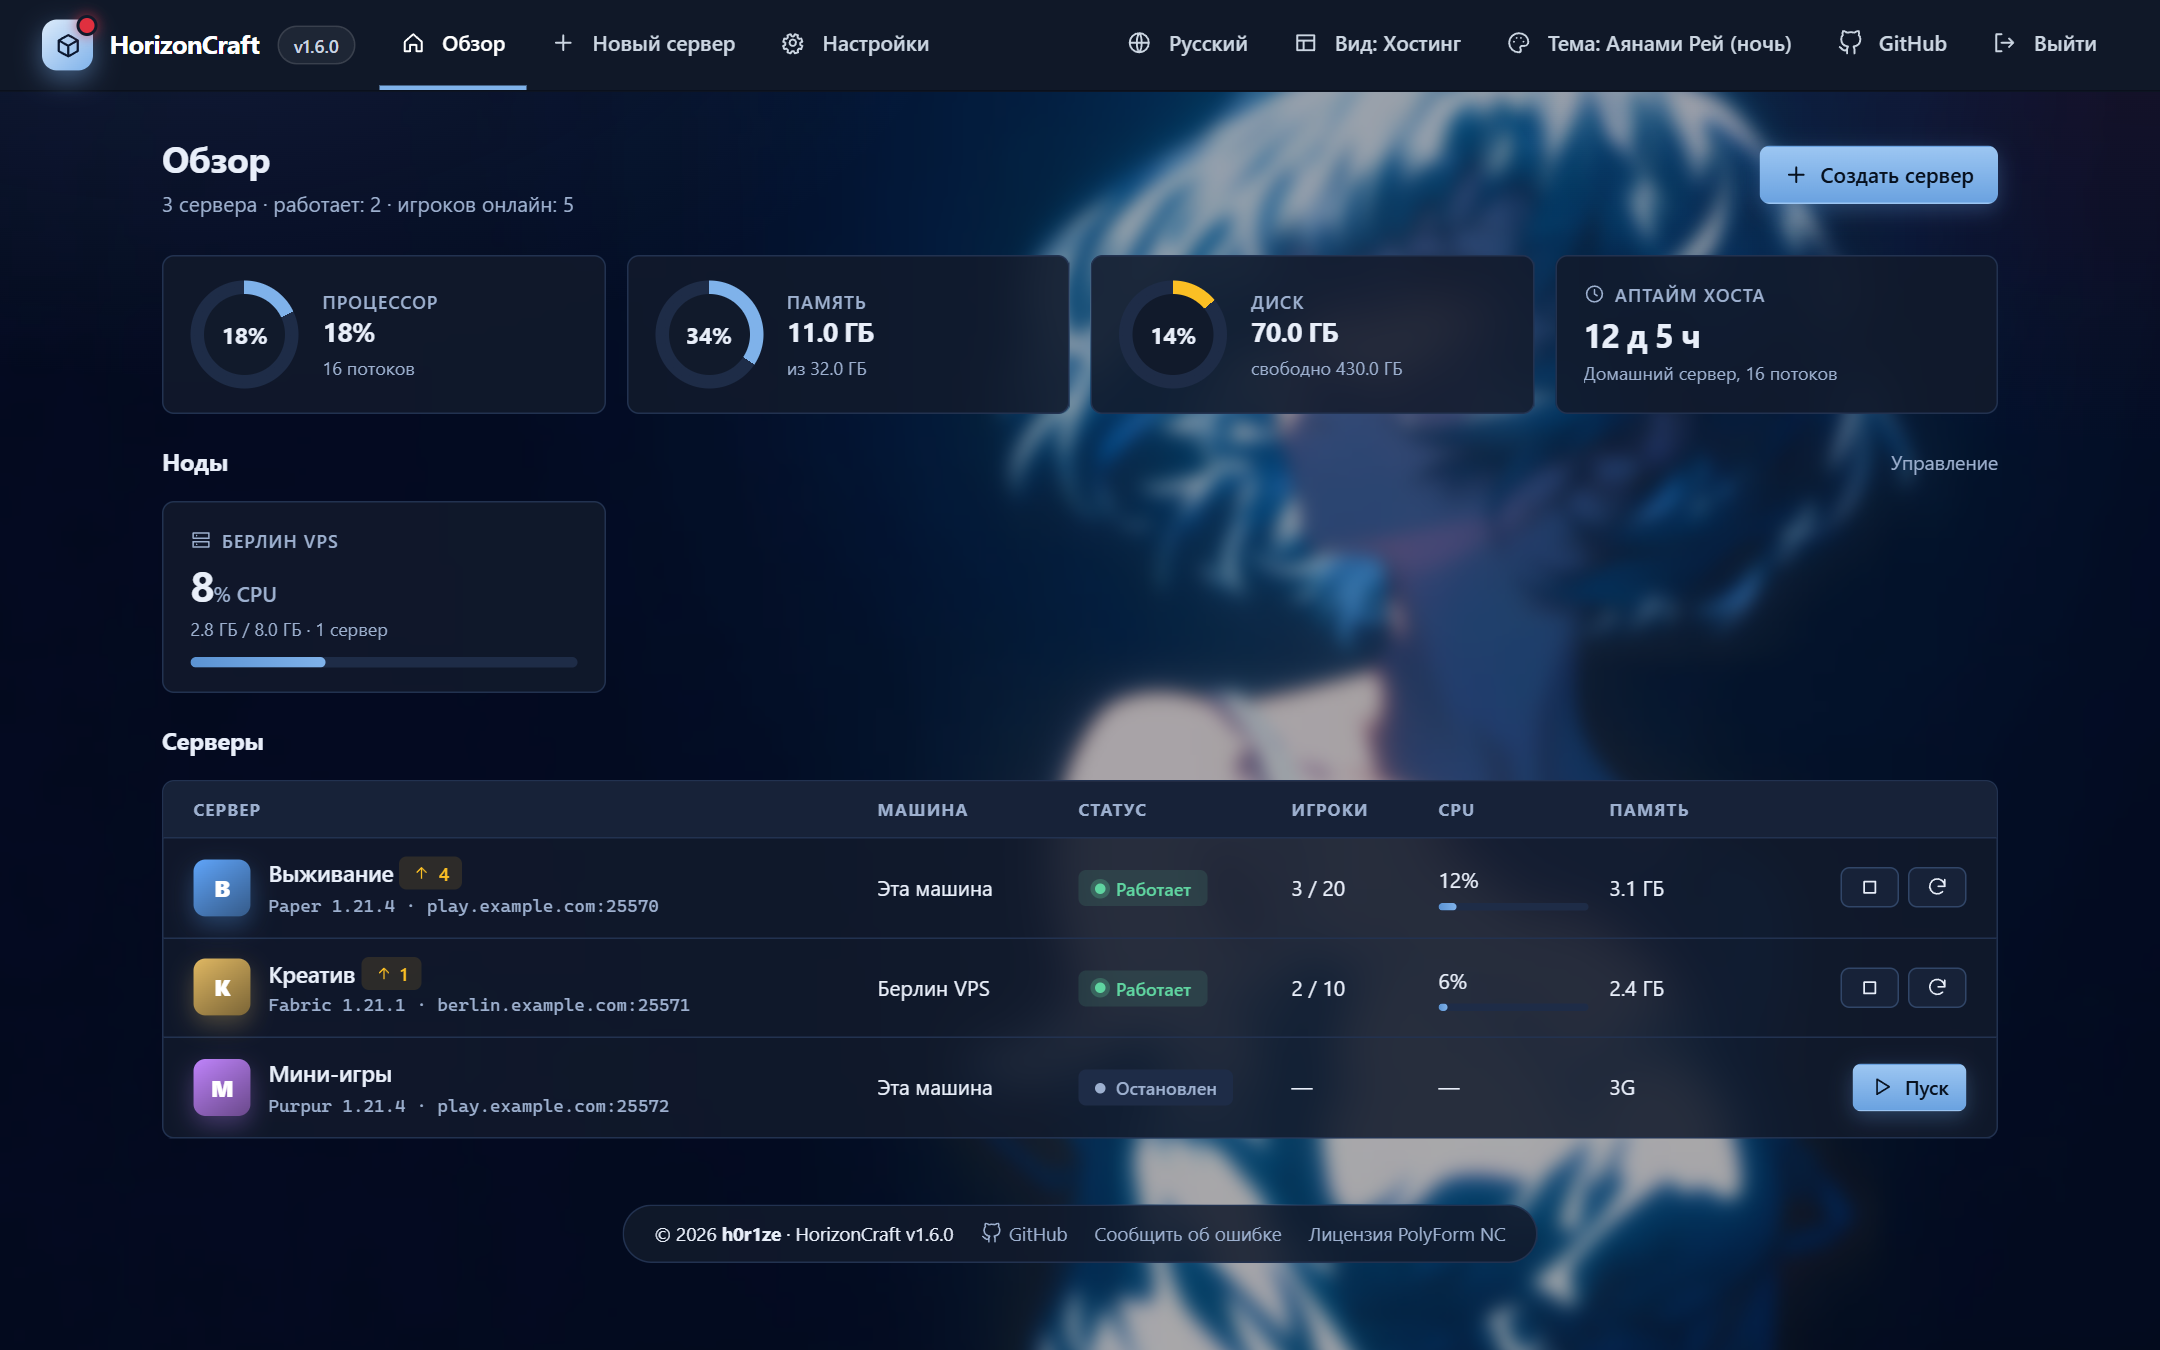 HorizonCraft v1.6.0 Обзор Новый сервер Настройки Русский Вид: Хостинг Тема: Аянами Рей (ночь) GitHub Выйти
Обзор
Создать сервер
3 сервера · работает: 2 · игроков онлайн: 5
18%
ПРОЦЕССОР
18%
16 потоков
34%
ПАМЯТЬ
11.0 ГБ
из 32.0 ГБ
14%
ДИСК
70.0 ГБ
свободно 430.0 ГБ
АПТАЙМ ХОСТА
12 д 5 ч
Домашний сервер, 16 потоков
Ноды
Управление
БЕРЛИН VPS
8% CPU
2.8 ГБ / 8.0 ГБ · 1 сервер
Серверы
СЕРВЕР МАШИНА СТАТУС ИГРОКИ CPU ПАМЯТЬ
В Выживание 4
Paper 1.21.4 · play.example.com:25570
Эта машина Работает 3 / 20 12% 3.1 ГБ
К Креатив 1
Fabric 1.21.1 · berlin.example.com:25571
Берлин VPS Работает 2 / 10 6% 2.4 ГБ
М Мини-игры
Purpur 1.21.4 · play.example.com:25572
Эта машина Остановлен — — 3G Пуск
© 2026 h0r1ze · HorizonCraft v1.6.0 GitHub Сообщить об ошибке Лицензия PolyForm NC